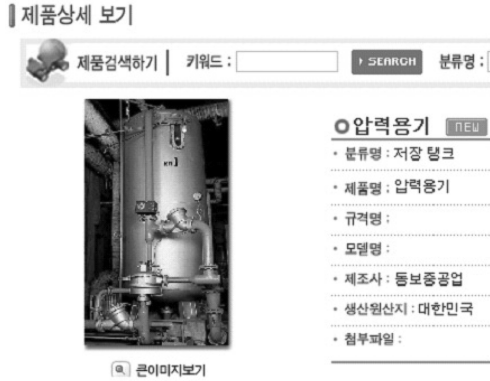 제품상세 보기
제품검색하기 키워드 : SEARCH 분류명 :
압력용기 NEW
· 분류명 : 저장 탱크
· 제품명 : 압력용기
· 규격명 :
· 모델명 :
· 제조사 : 동보중공업
· 생산원산지 : 대한민국
· 첨부파일 :
큰이미지보기